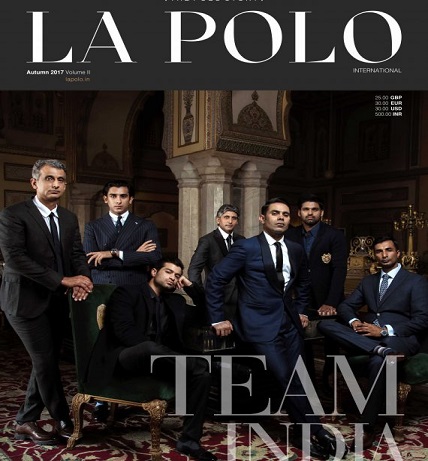 LA POLO
Autumn 2017 Volume II
lapolo.in
INTERNATIONAL
25.00 GBP
30.00 EUR
30.00 USD
500.00 INR
TEAM
INDIA